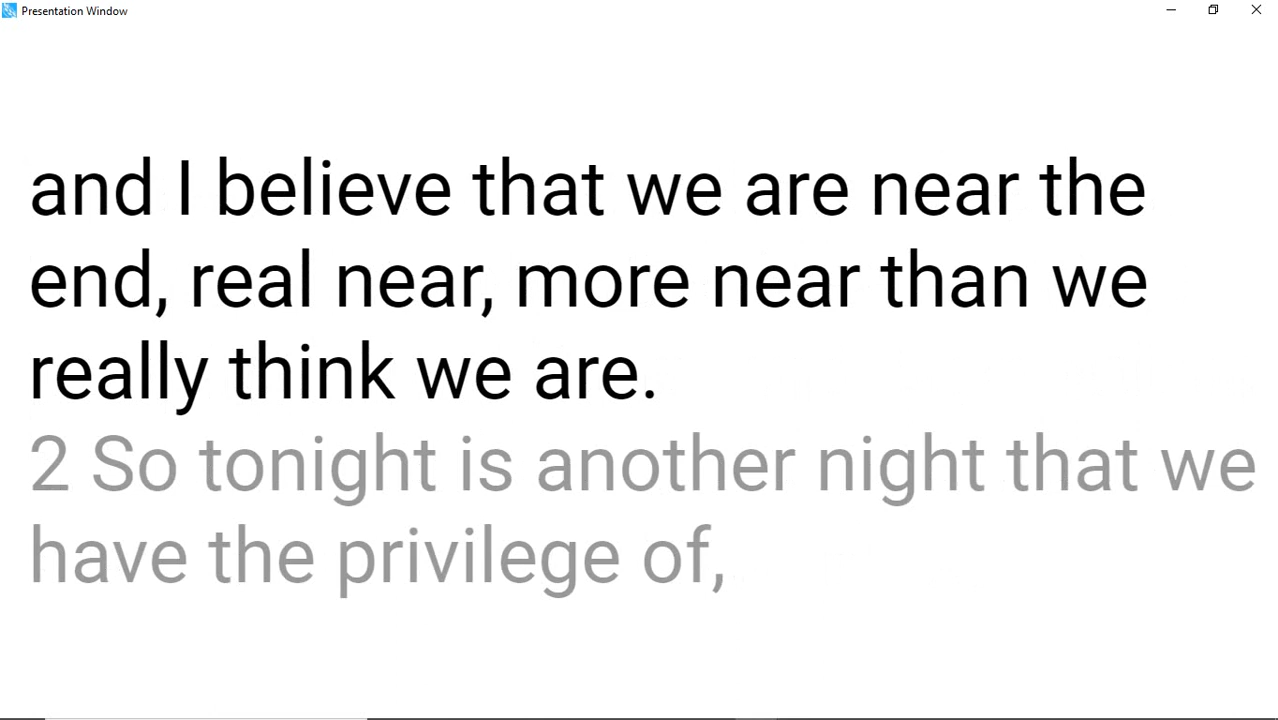 Presentation Window
and I believe that we are near the
end, real near, more near than we
really think we are.
2 So tonight is another night that we
have the privilege of,